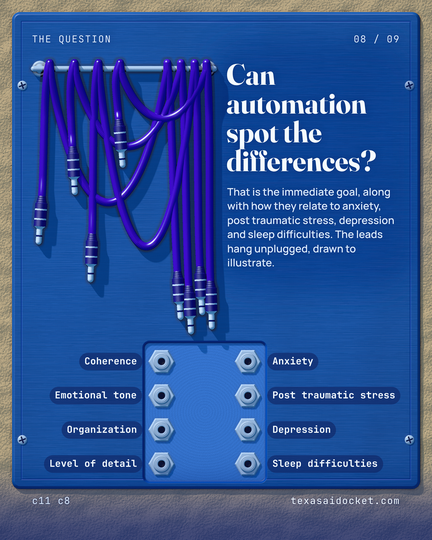 THE QUESTION
08 / 09
Can
automation
spot the
differences?
That is the immediate goal, along
with how they relate to anxiety,
post traumatic stress, depression
and sleep difficulties. The leads
hang unplugged, drawn to
illustrate.
Coherence
Anxiety
Emotional tone
Post traumatic stress
Organization
Depression
Level of detail
Sleep difficulties
c11 c8
texasaidocket.com